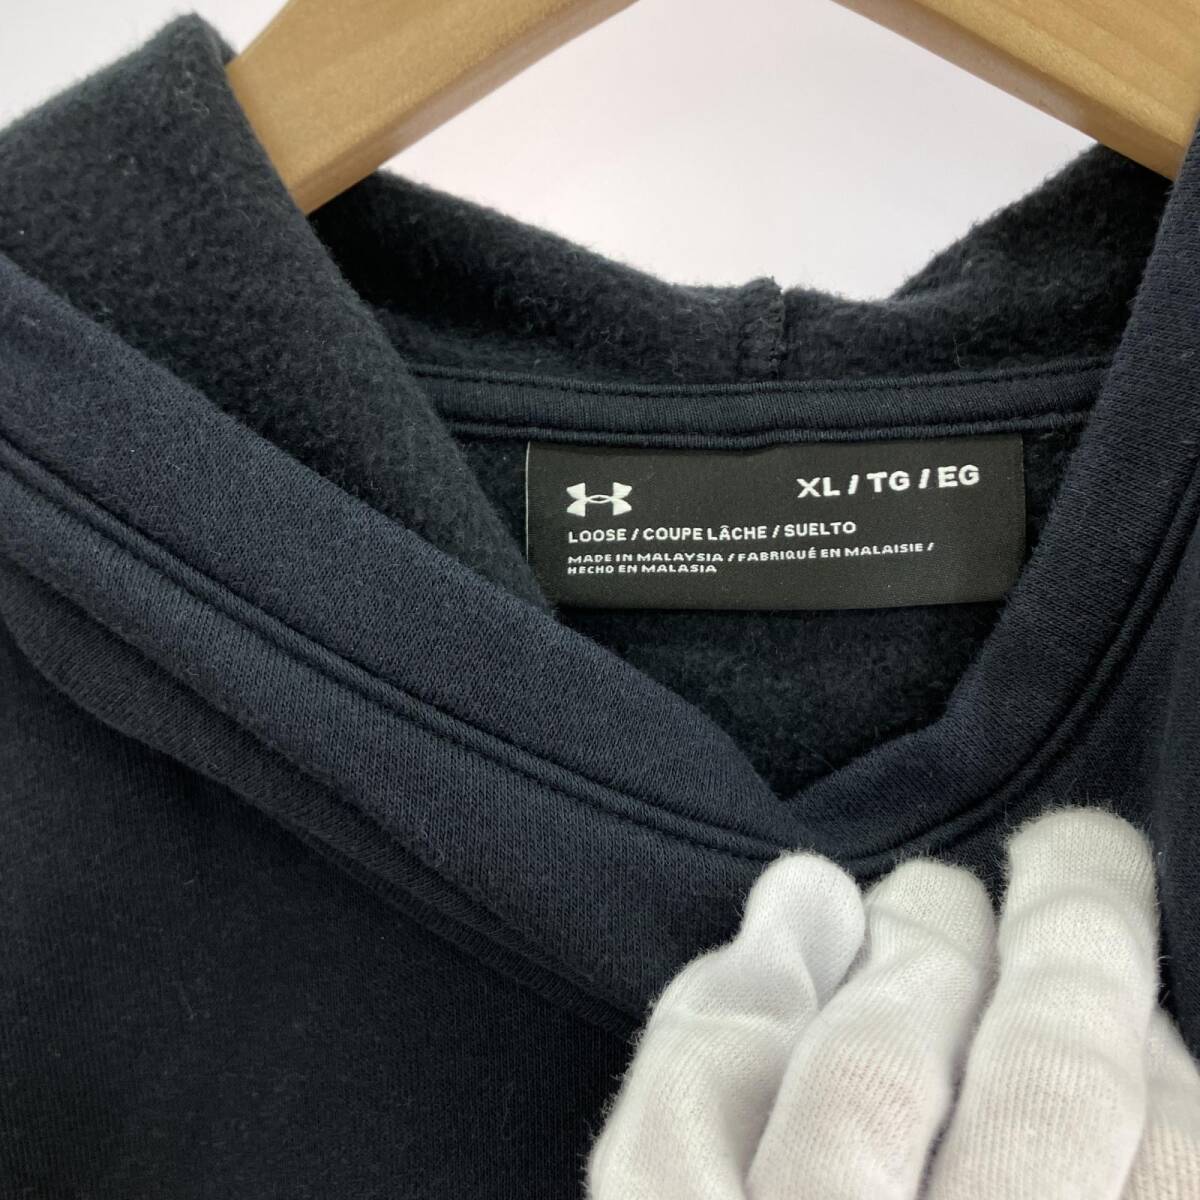 XL / TG / EG
LOOSE / COUPE LÂCHE / SUELTO
MADE IN MALAYSIA / FABRIQUÉ EN MALAISIE /
HECHO EN MALASIA